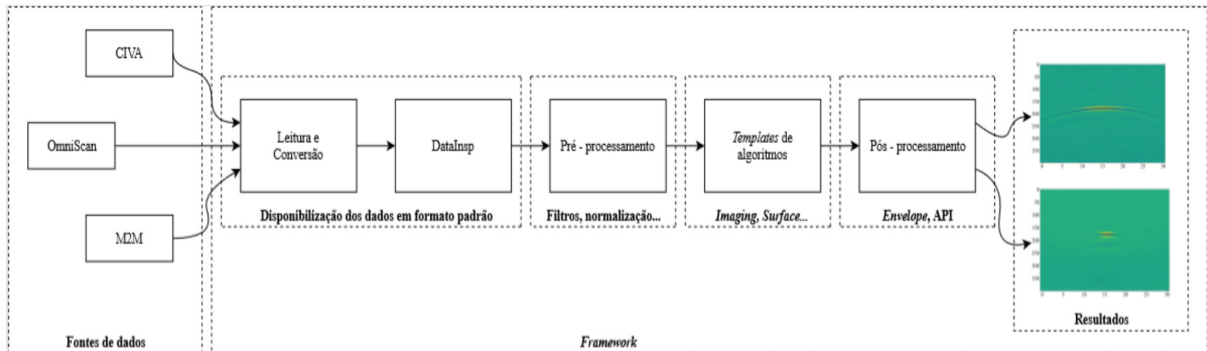 CIVA
OmniScan
M2M
Fontes de dados
Leitura e
Conversão
DataInsp
Disponibilização dos dados em formato padrão
Pré - processamento
Filtros, normalização...
Templates de
algoritmos
Imaging, Surface...
Pós - processamento
Envelope, API
Resultados
Framework